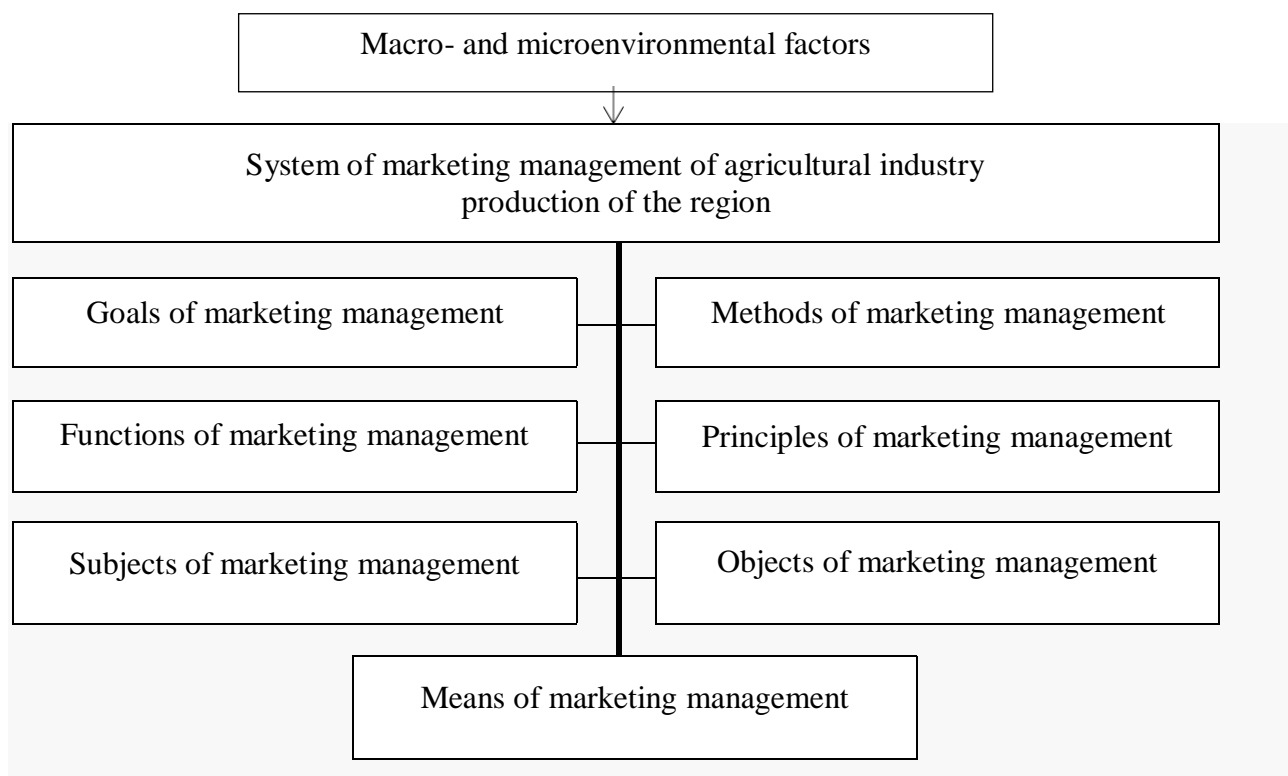 Macro- and microenvironmental factors
System of marketing management of agricultural industry
production of the region
Goals of marketing management
Methods of marketing management
Functions of marketing management
Principles of marketing management
Subjects of marketing management
Objects of marketing management
Means of marketing management